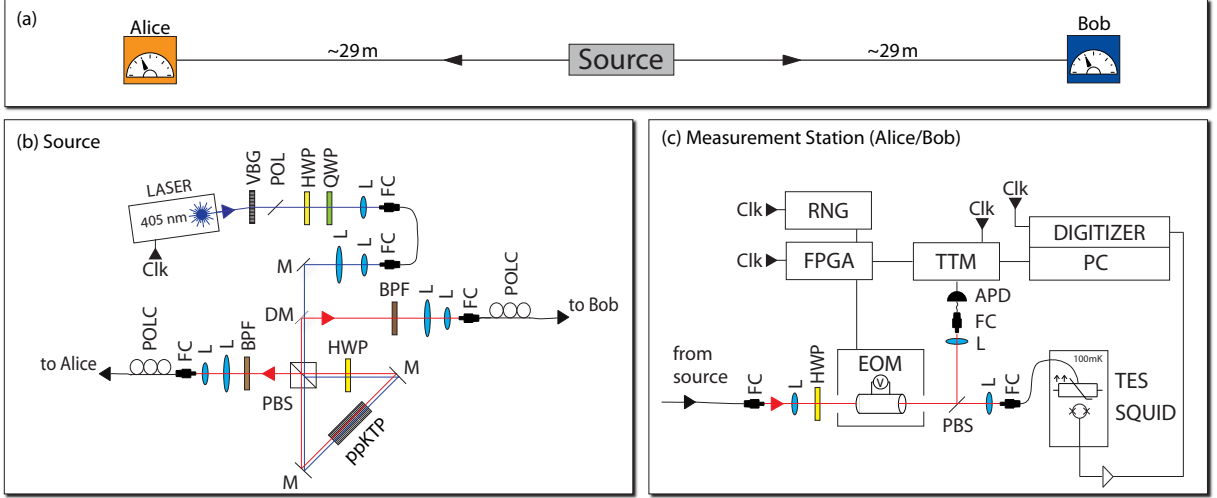 (a)
Alice
Bob
~29 m
Source
~29 m
(b) Source
LASER
405 nm
Clk
VBG
POL
HWP
QWP
L
FC
M
L
L
FC
DM
BPF
L
L
FC
POLC
to Bob
to Alice
POLC
FC
L
L
BPF
PBS
HWP
M
ppKTP
M
(c) Measurement Station (Alice/Bob)
Clk
RNG
Clk
FPGA
Clk
TTM
Clk
DIGITIZER
PC
APD
FC
L
from
source
FC
L
HWP
EOM
V
PBS
L
FC
100mK
TES
SQUID